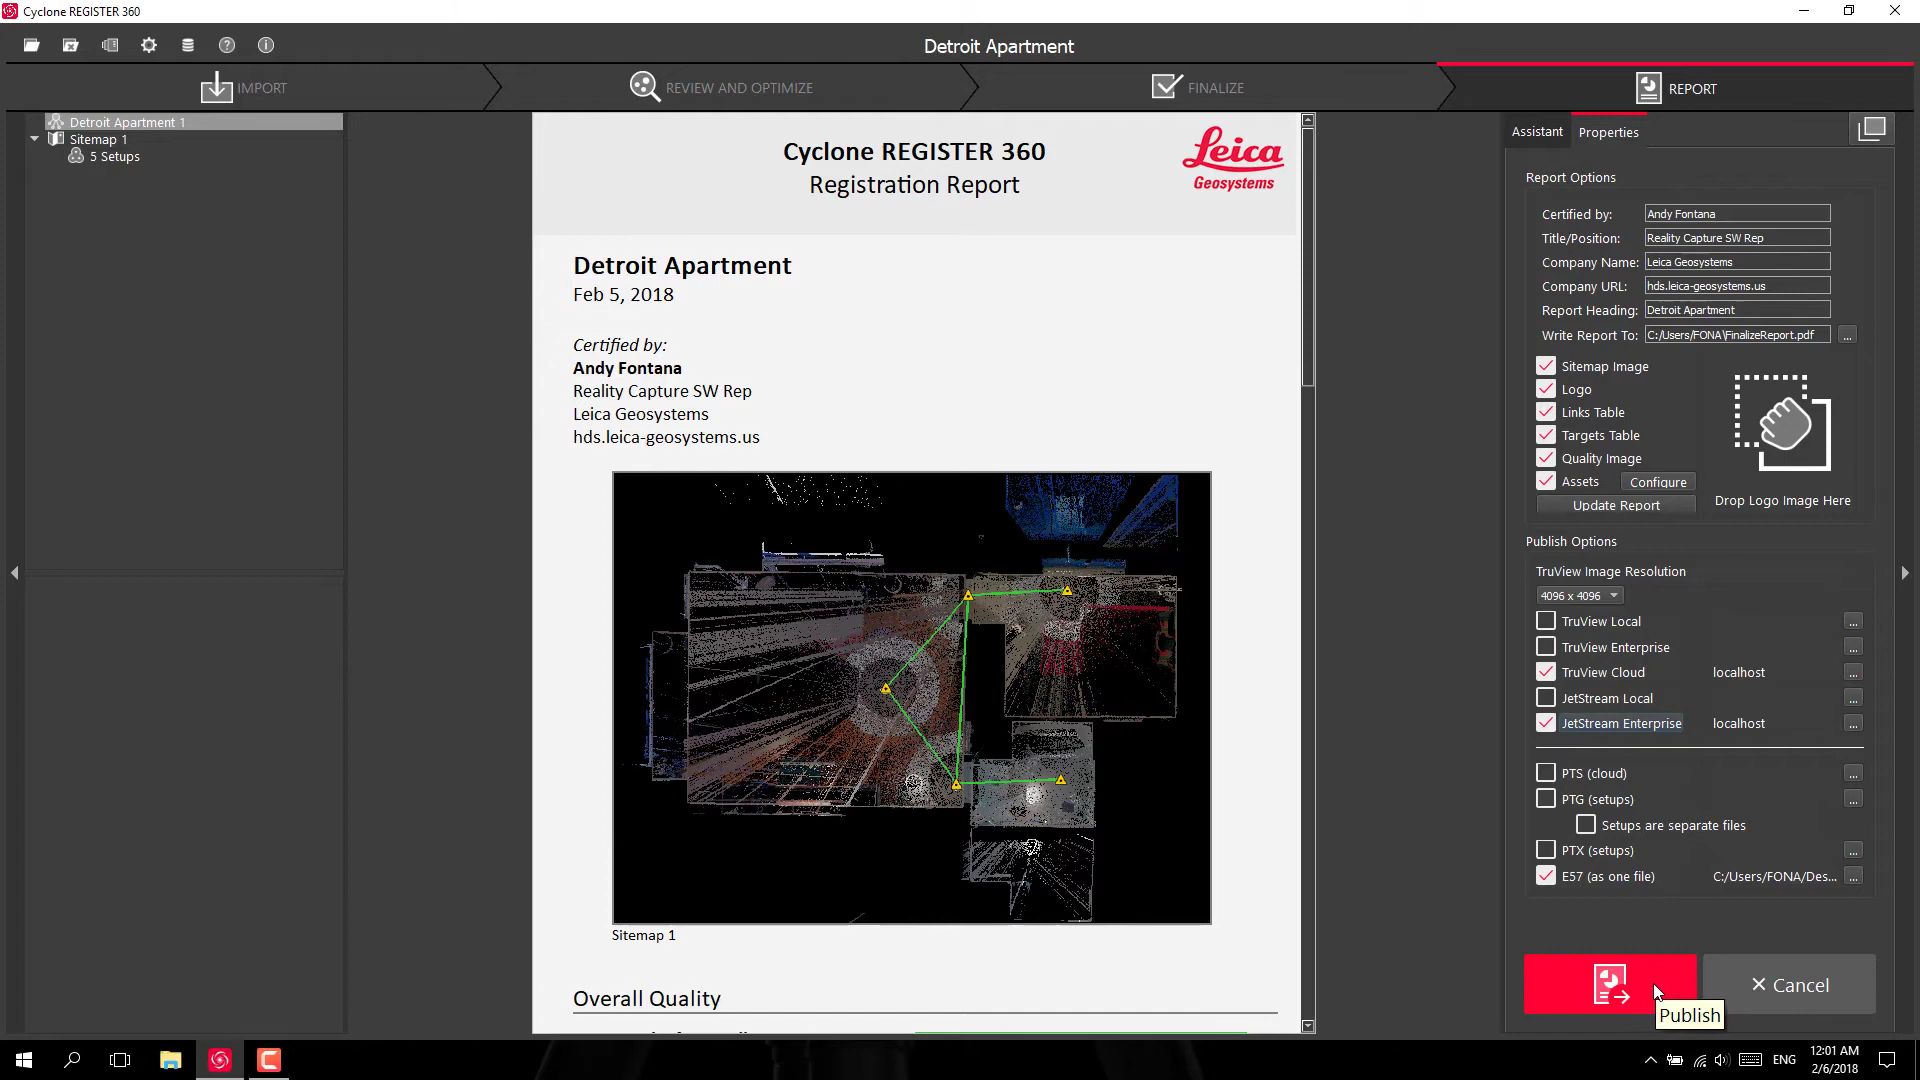 Cyclone REGISTER 360
Detroit Apartment
IMPORT
REVIEW AND OPTIMIZE
FINALIZE
REPORT
Detroit Apartment 1
Sitemap 1
5 Setups
Cyclone REGISTER 360
Registration Report
Leica
Geosystems
Detroit Apartment
Feb 5, 2018
Certified by:
Andy Fontana
Reality Capture SW Rep
Leica Geosystems
hds.leica-geosystems.us
Sitemap 1
Overall Quality
Assistant
Properties
Report Options
Certified by: Andy Fontana
Title/Position: Reality Capture SW Rep
Company Name: Leica Geosystems
Company URL: hds.leica-geosystems.us
Report Heading: Detroit Apartment
Write Report To: C:/Users/FONA\FinalizeReport.pdf ...
Sitemap Image
Logo
Links Table
Targets Table
Quality Image
Assets Configure
Update Report
Drop Logo Image Here
Publish Options
TruView Image Resolution
4096 x 4096
TruView Local ...
TruView Enterprise ...
TruView Cloud localhost ...
JetStream Local ...
JetStream Enterprise localhost ...
PTS (cloud) ...
PTG (setups) ...
Setups are separate files
PTX (setups) ...
E57 (as one file) C:/Users/FONA/Des... ...
Cancel
Publish
ENG
12:01 AM
2/6/2018